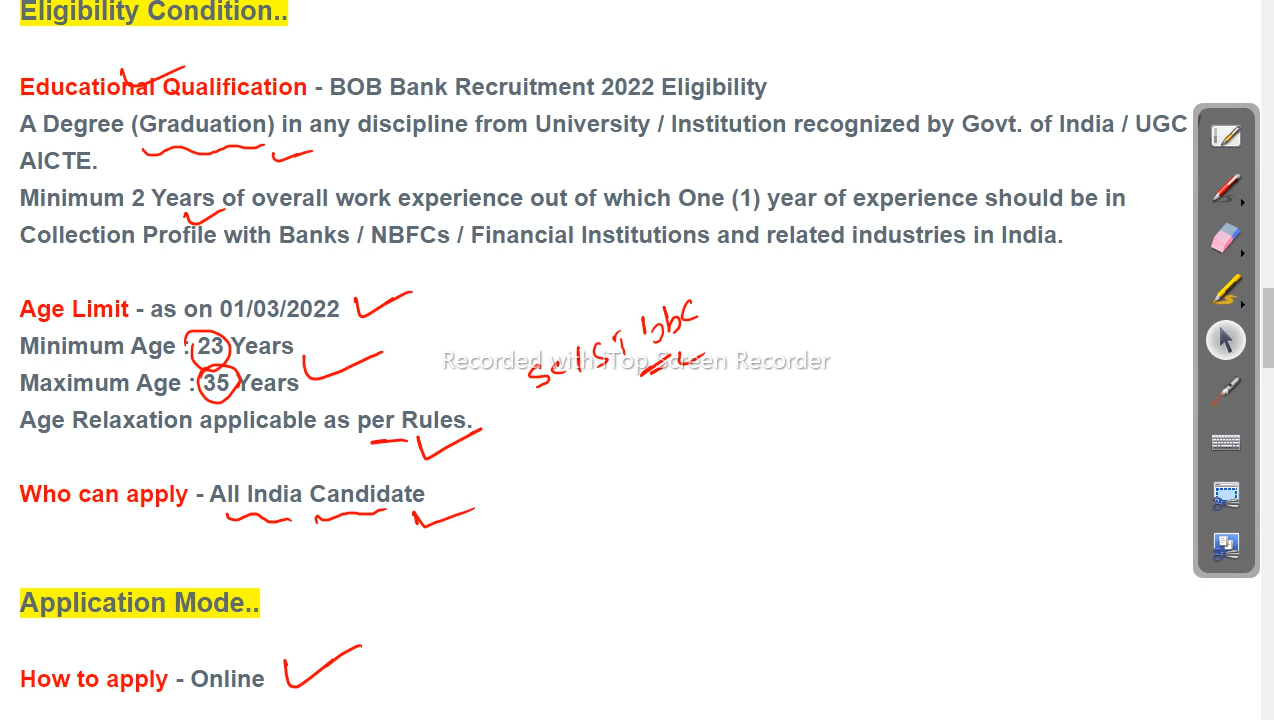 Eligibility Condition..
Educational Qualification - BOB Bank Recruitment 2022 Eligibility
A Degree (Graduation) in any discipline from University / Institution recognized by Govt. of India / UGC
AICTE.
Minimum 2 Years of overall work experience out of which One (1) year of experience should be in
Collection Profile with Banks / NBFCs / Financial Institutions and related industries in India.
Age Limit - as on 01/03/2022
Minimum Age : 23 Years
Maximum Age : 35 Years
Age Relaxation applicable as per Rules.
SC/ST obc
Recorded with iTop Screen Recorder
Who can apply - All India Candidate
Application Mode..
How to apply - Online